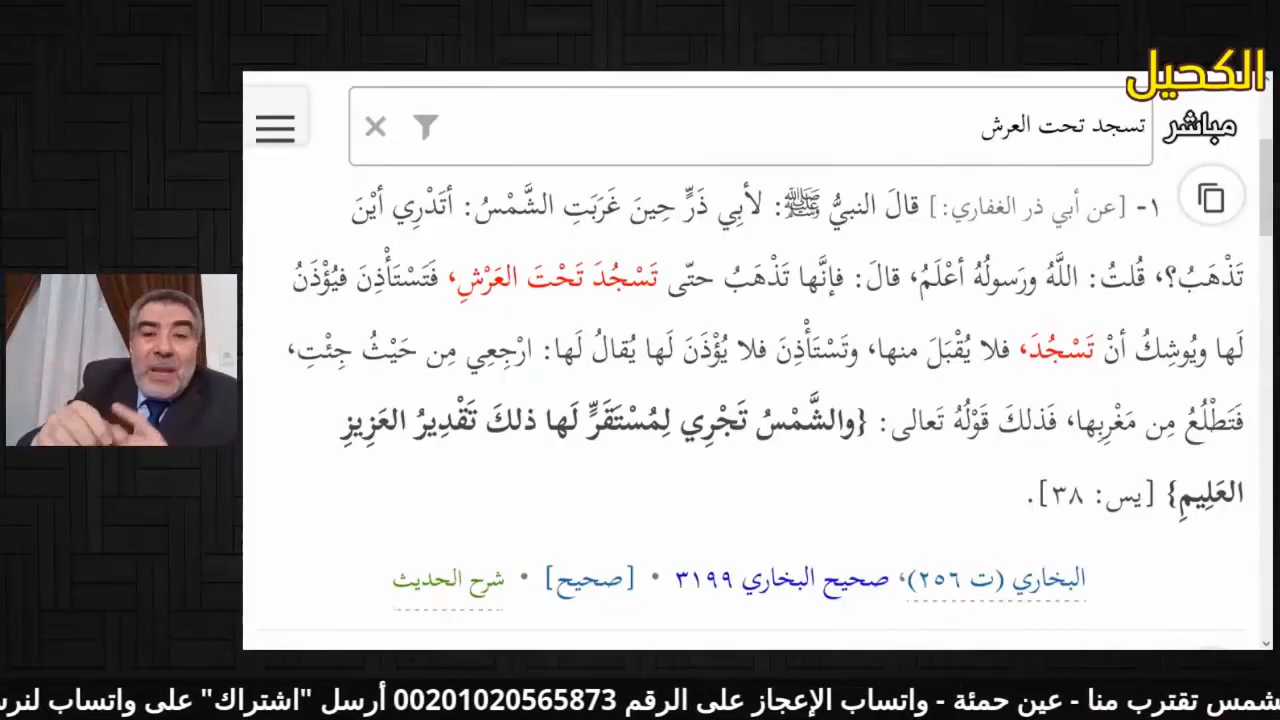 الكحيل
مباشر
تسجد تحت العرش
١- [عن أبي ذر الغفاري:] قالَ النبيُّ ﷺ: لأبِي ذَرٍّ حِينَ غَرَبَتِ الشَّمْسُ: أتَدْرِي أيْنَ
تَذْهَبُ؟، قُلتُ: اللَّهُ ورَسولُهُ أعْلَمُ، قالَ: فإنَّها تَذْهَبُ حتّى تَسْجُدَ تَحْتَ العَرْشِ، فَتَسْتَأْذِنَ فيُؤْذَنُ
لَها ويُوشِكُ أنْ تَسْجُدَ، فلا يُقْبَلَ منها، وتَسْتَأْذِنَ فلا يُؤْذَنَ لَها يُقالُ لَها: ارْجِعِي مِن حَيْثُ جِئْتِ،
فَتَطْلُعُ مِن مَغْرِبِها، فَذلكَ قَوْلُهُ تَعالى: {والشَّمْسُ تَجْرِي لِمُسْتَقَرٍّ لَها ذلكَ تَقْدِيرُ العَزِيزِ
العَلِيمِ} [يس: ٣٨].
البخاري (ت ٢٥٦)، صحيح البخاري ٣١٩٩ • [صحيح] • شرح الحديث
شمس تقترب منا - عين حمئة - واتساب الإعجاز على الرقم 00201020565873 أرسل "اشتراك" على واتساب لنرس